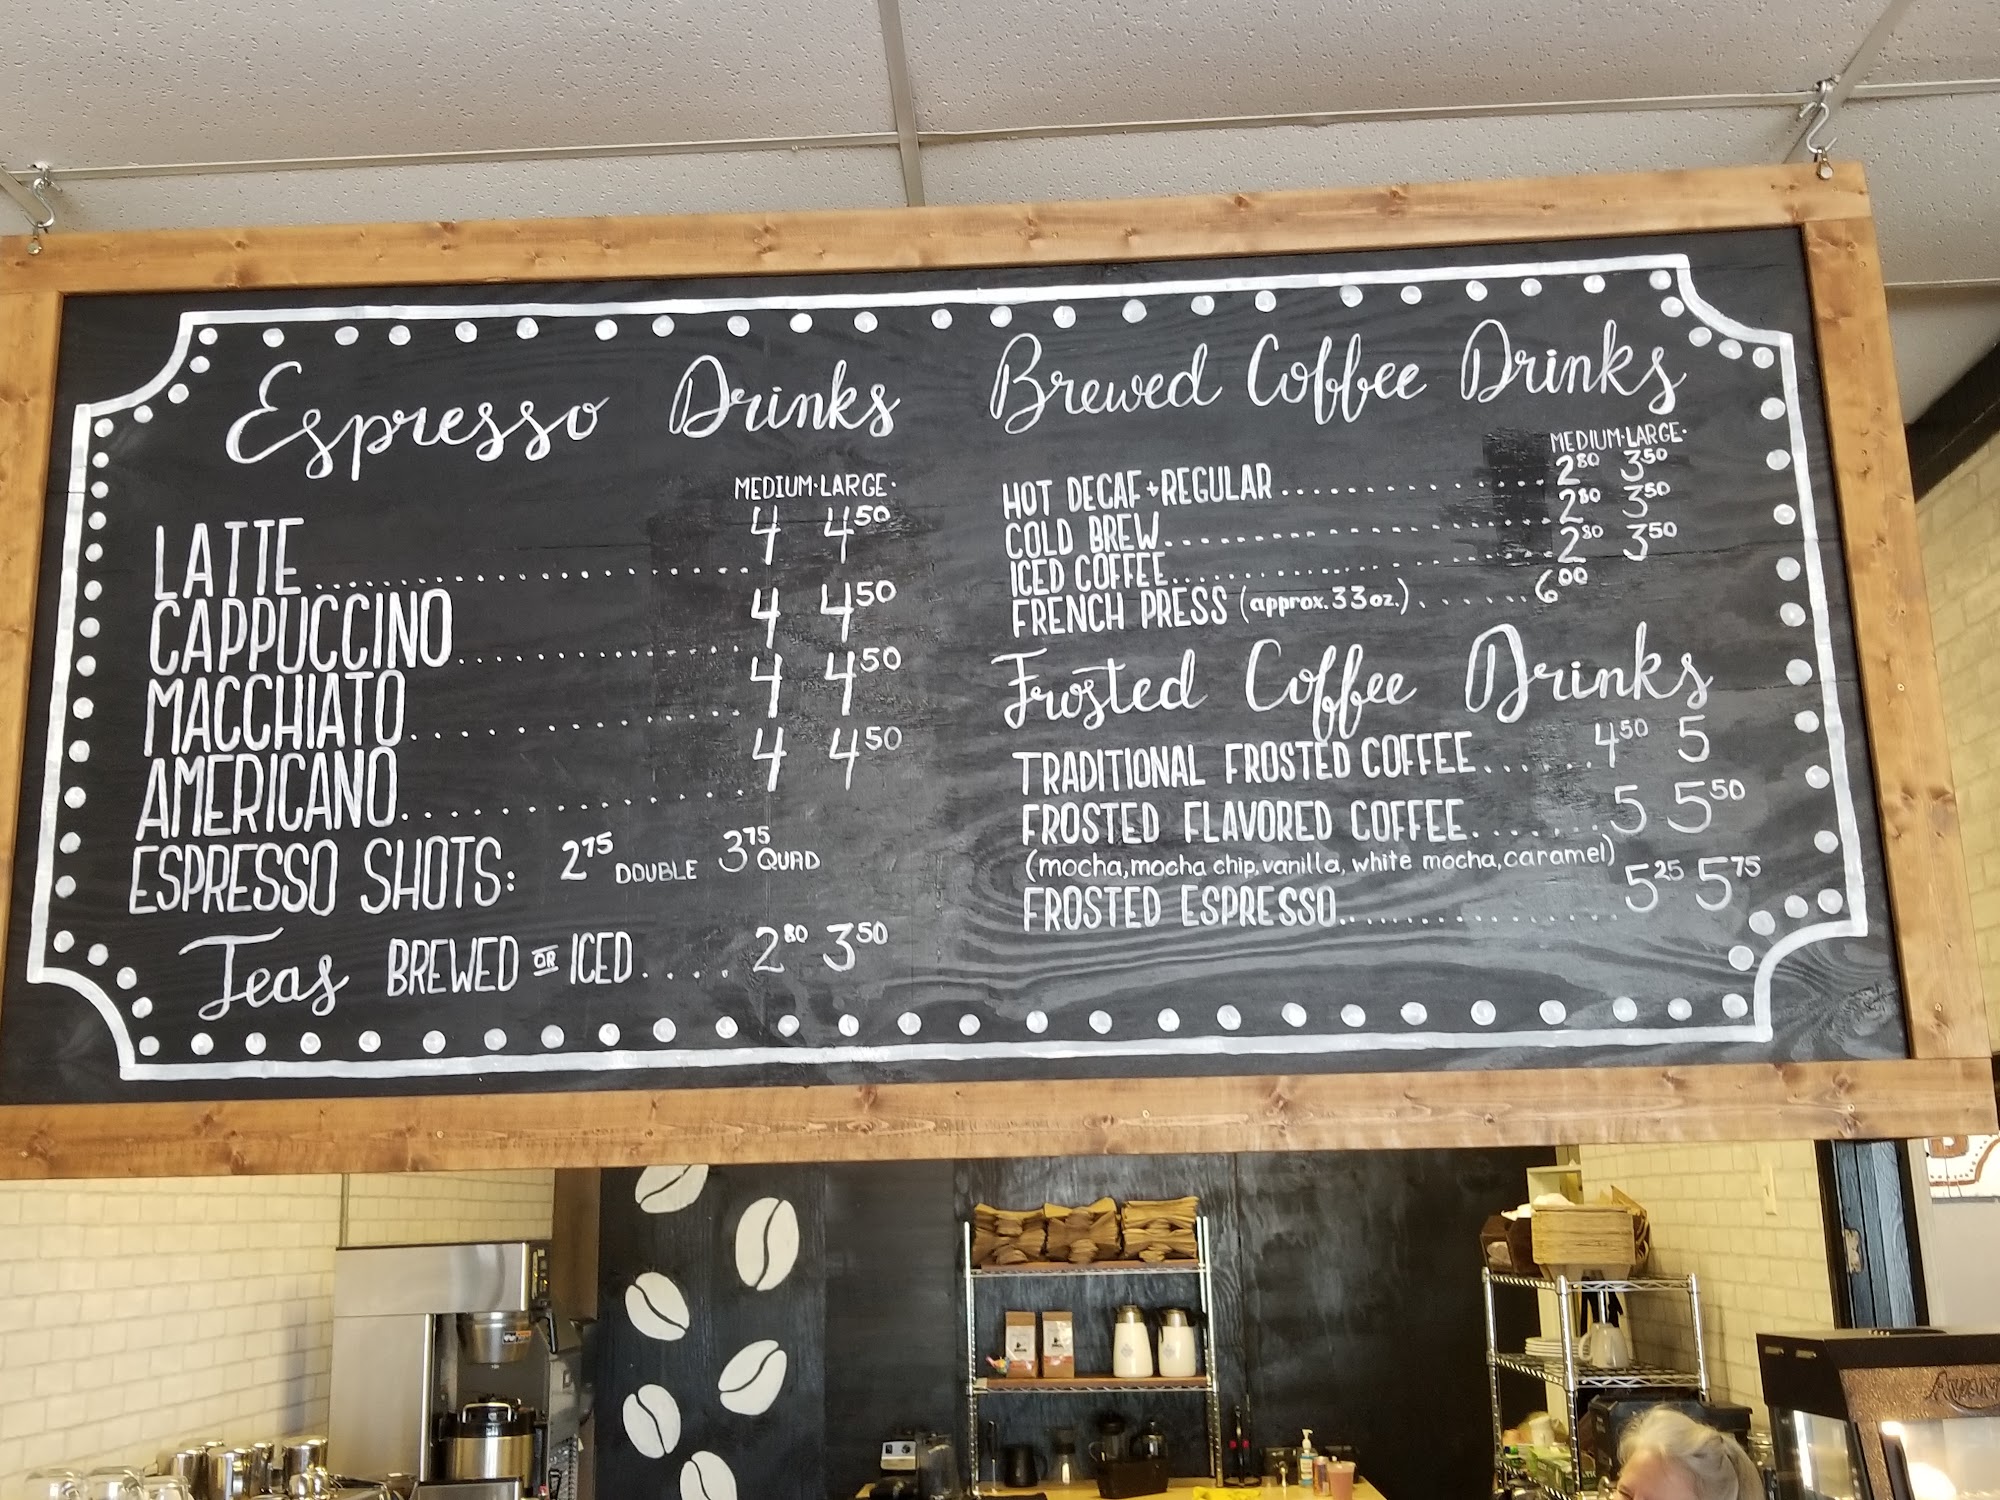 Espresso Drinks
MEDIUM·LARGE·
LATTE 4 4 50
CAPPUCCINO 4 4 50
MACCHIATO 4 4 50
AMERICANO 4 4 50
ESPRESSO SHOTS: 2 75 DOUBLE 3 75 QUAD
Teas BREWED OR ICED.... 2 80 3 50
Brewed Coffee Drinks
MEDIUM·LARGE·
HOT DECAF + REGULAR 2 80 3 50
COLD BREW 2 80 3 50
ICED COFFEE 2 80 3 50
FRENCH PRESS (approx. 33 oz.) 6 00
Frosted Coffee Drinks
TRADITIONAL FROSTED COFFEE 4 50 5
FROSTED FLAVORED COFFEE 5 5 50
(mocha, mocha chip, vanilla, white mocha, caramel)
FROSTED ESPRESSO 5 25 5 75